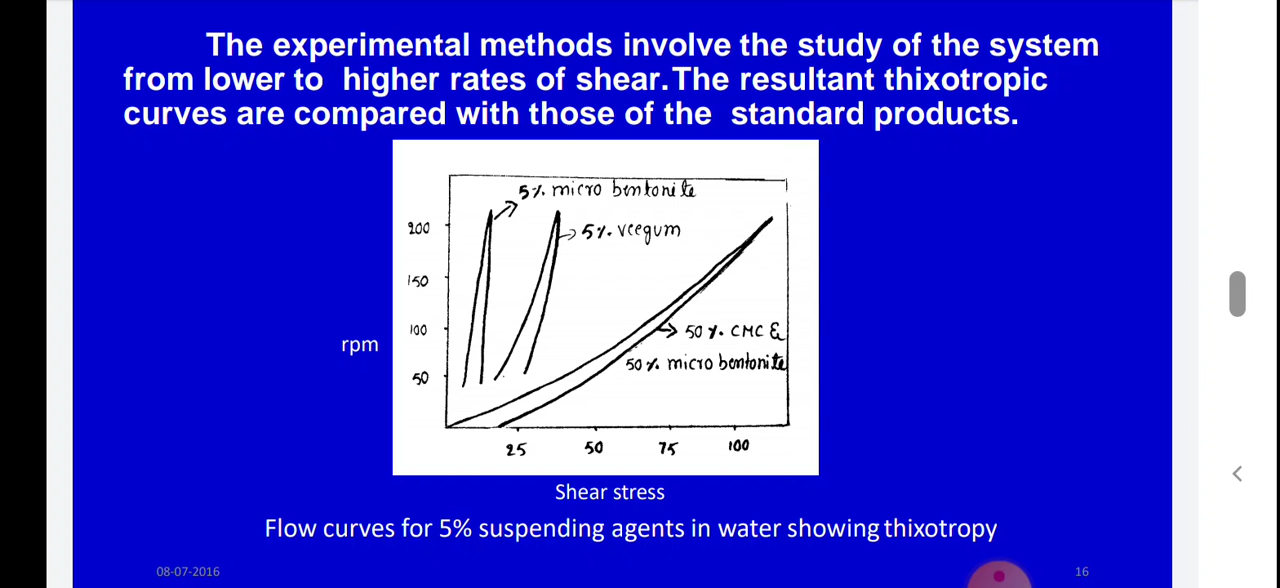 The experimental methods involve the study of the system
from lower to higher rates of shear.The resultant thixotropic
curves are compared with those of the standard products.
5%. micro bentonite
200
5%. veegum
150
100
50 %. CMC &
rpm
50%. micro bentonite
50
25 50 75 100
Shear stress
Flow curves for 5% suspending agents in water showing thixotropy
08-07-2016
16